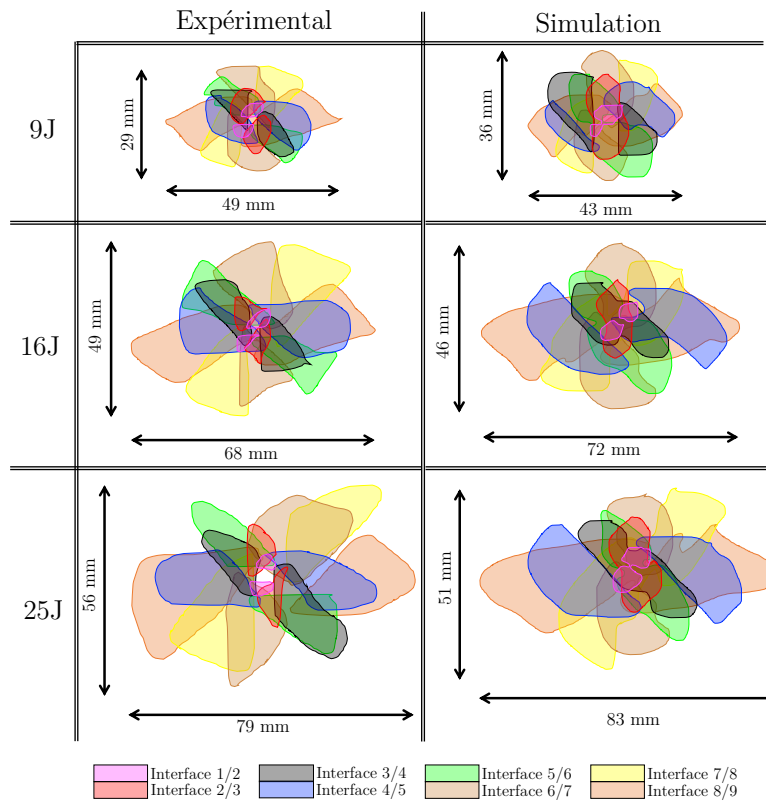 Expérimental Simulation
9J
29 mm
49 mm
36 mm
43 mm
16J
49 mm
68 mm
46 mm
72 mm
25J
56 mm
79 mm
51 mm
83 mm
Interface 1/2 Interface 3/4 Interface 5/6 Interface 7/8
Interface 2/3 Interface 4/5 Interface 6/7 Interface 8/9